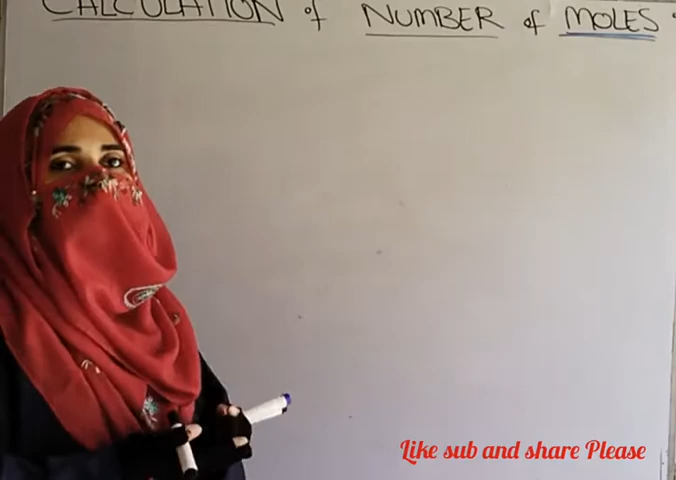 CALCULATION of NUMBER of MOLES
Like sub and share Please